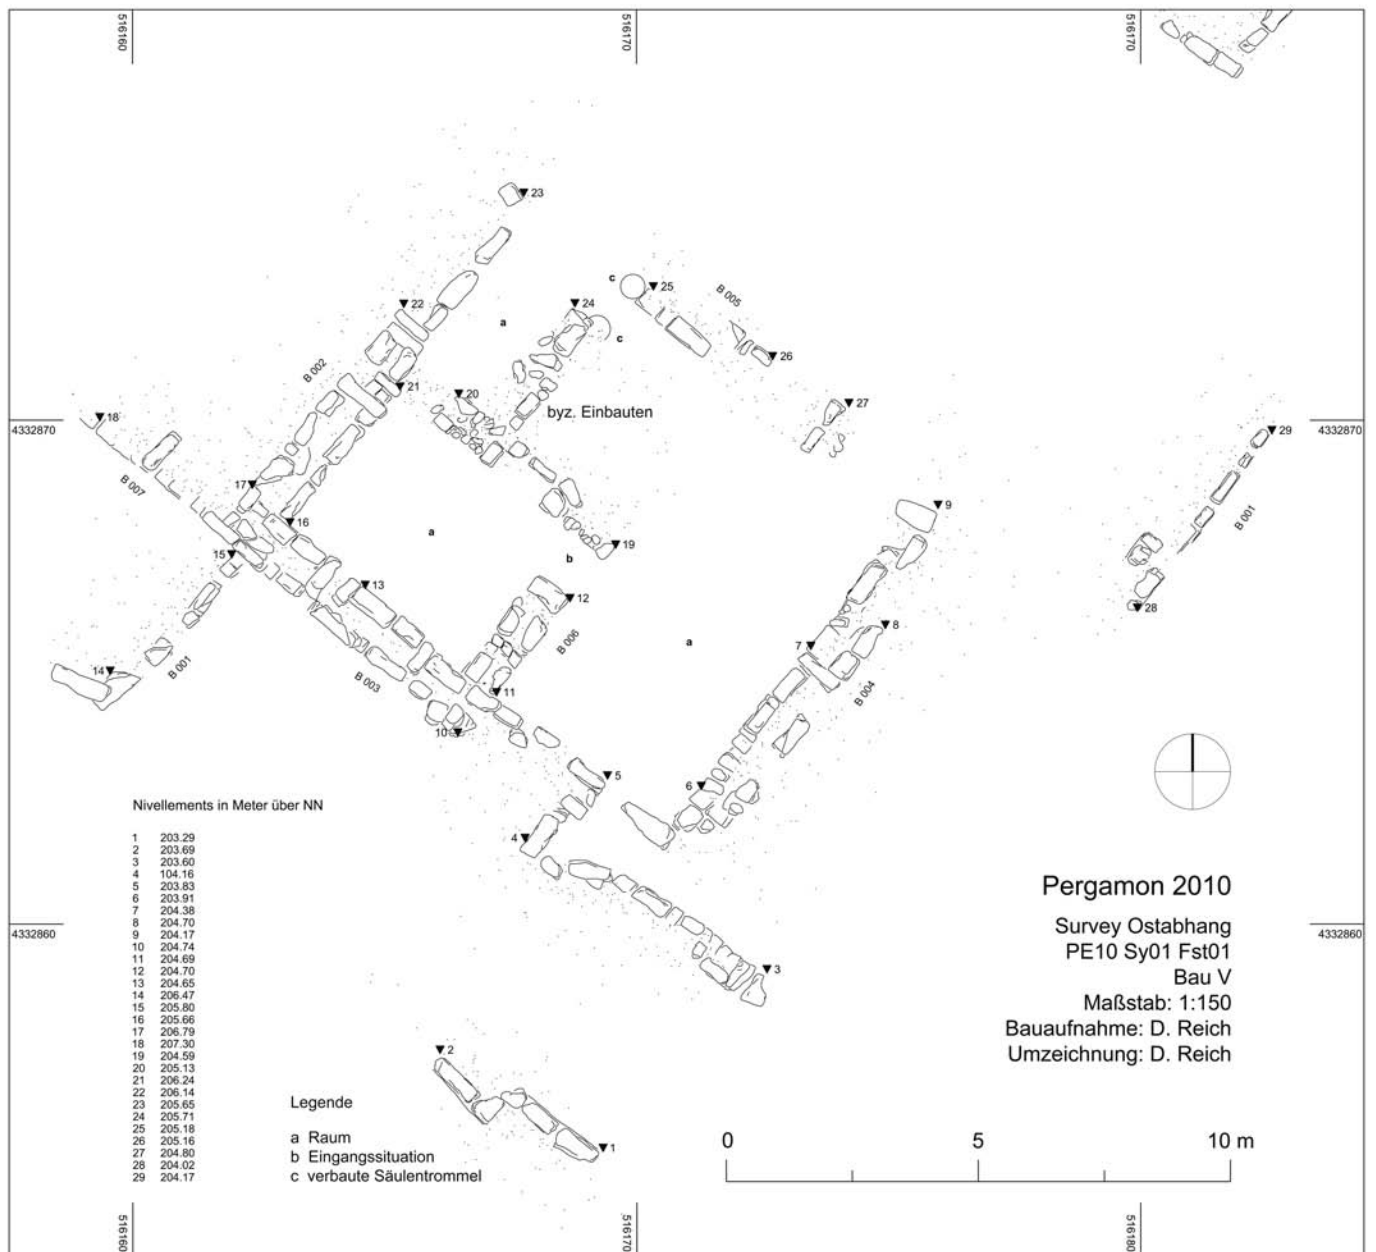 516160
516170
516170
23
c
25
B 005
22
24
a
c
26
B 002
21
20
27
byz. Einbauten
18
29
4332870
4332870
B 007
17
9
16
B 001
15
a
19
b
13
12
28
8
B 006
a
7
14
B 001
B 003
11
B 004
10
5
6
Nivellements in Meter über NN
4
1 203.29
2 203.69
3 203.60
4 104.16
5 203.83
6 203.91
7 204.38
8 204.70
9 204.17
10 204.74
11 204.69
12 204.70
13 204.65
14 206.47
15 205.80
16 205.66
17 206.79
18 207.30
19 204.59
20 205.13
21 206.24
22 206.14
23 205.65
24 205.71
25 205.18
26 205.16
27 204.80
28 204.02
29 204.17
Pergamon 2010
Survey Ostabhang
PE10 Sy01 Fst01
Bau V
Maßstab: 1:150
Bauaufnahme: D. Reich
Umzeichnung: D. Reich
4332860
4332860
3
2
1
Legende
a Raum
b Eingangssituation
c verbaute Säulentrommel
0 5 10 m
516160
516170
516180